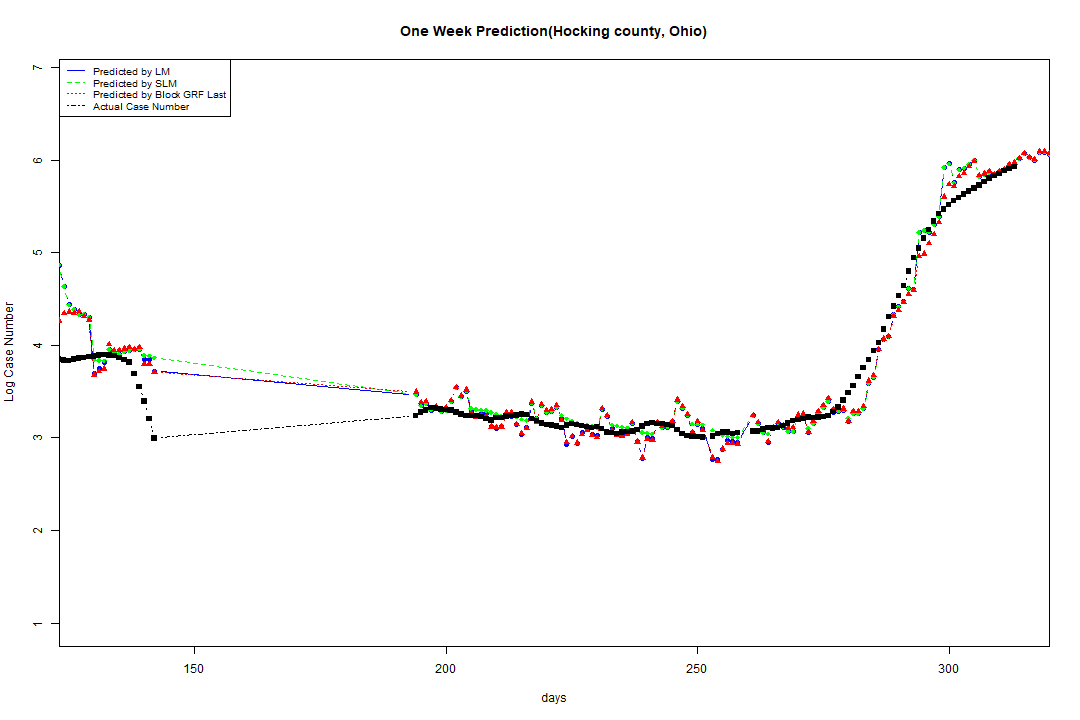 One Week Prediction(Hocking county, Ohio)
Predicted by LM
Predicted by SLM
Predicted by Block GRF Last
Actual Case Number
7
6
5
4
3
2
1
Log Case Number
150
200
250
300
days